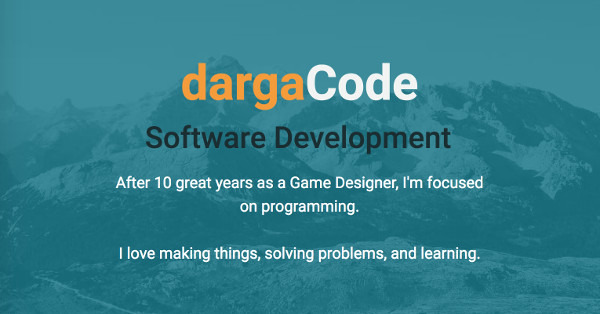 dargaCode
Software Development
After 10 great years as a Game Designer, I'm focused
on programming.
I love making things, solving problems, and learning.